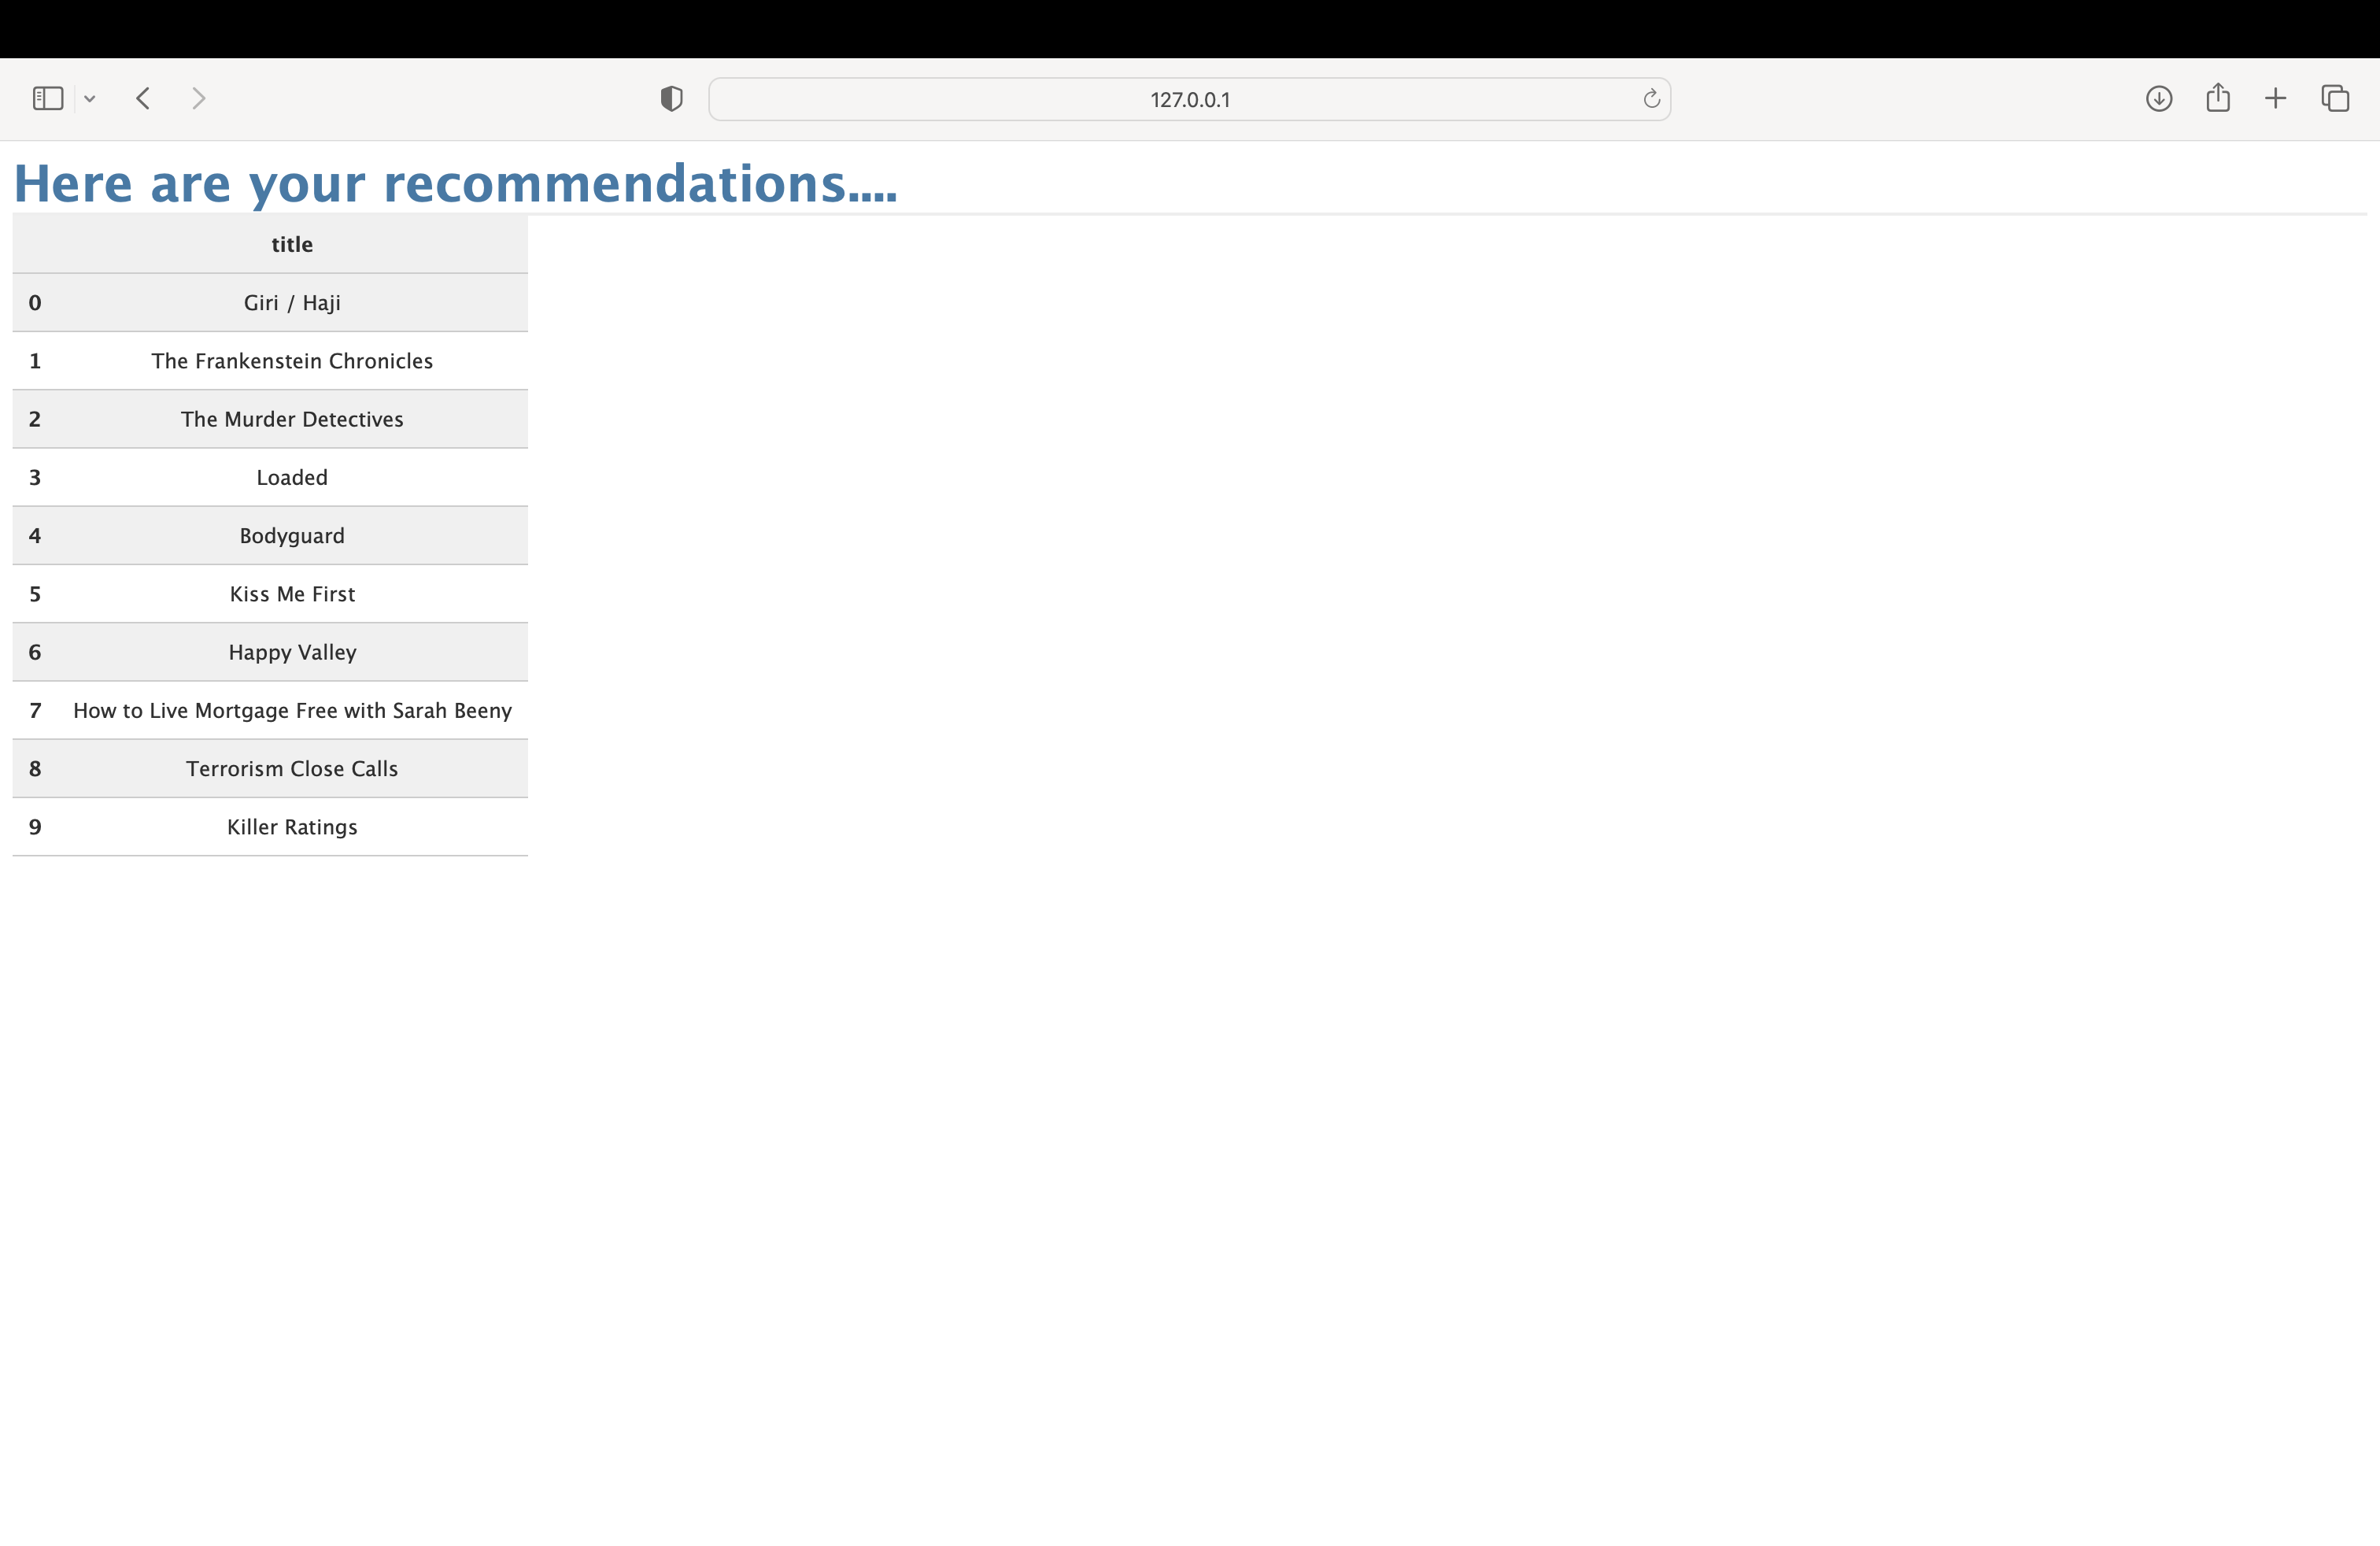 127.0.0.1
Here are your recommendations....
title
0 Giri / Haji
1 The Frankenstein Chronicles
2 The Murder Detectives
3 Loaded
4 Bodyguard
5 Kiss Me First
6 Happy Valley
7 How to Live Mortgage Free with Sarah Beeny
8 Terrorism Close Calls
9 Killer Ratings